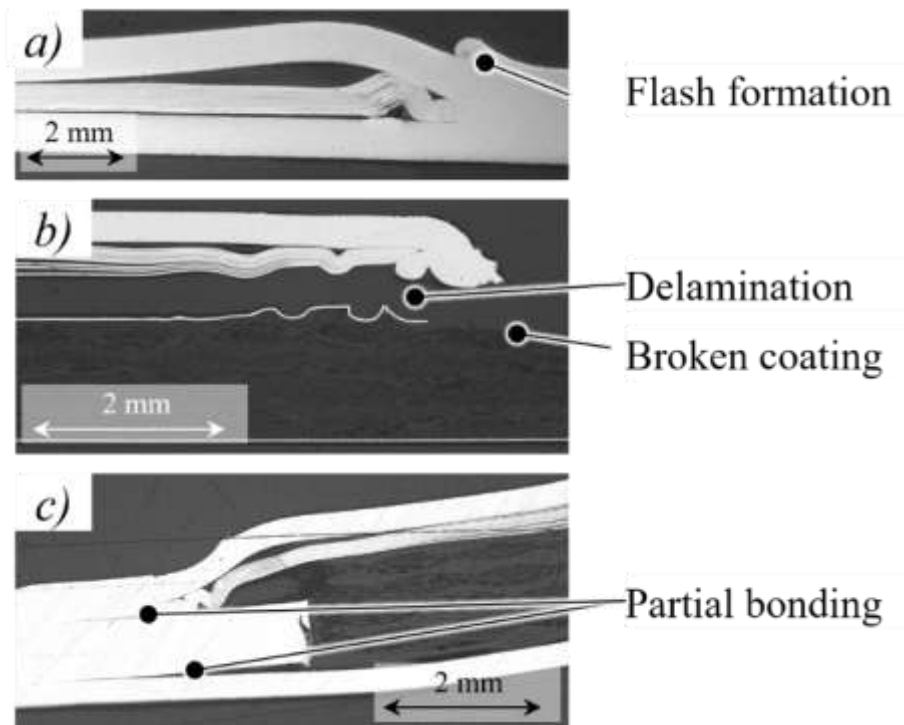 a)
Flash formation
2 mm
b)
Delamination
Broken coating
2 mm
c)
Partial bonding
2 mm